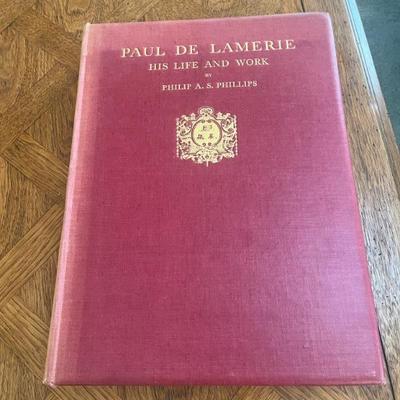 PAUL DE LAMERIE
HIS LIFE AND WORK
BY
PHILIP A. S. PHILLIPS